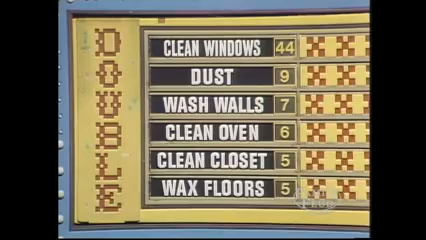 DOUBLE
CLEAN WINDOWS 44
DUST 9
WASH WALLS 7
CLEAN OVEN 6
CLEAN CLOSET 5
WAX FLOORS 5